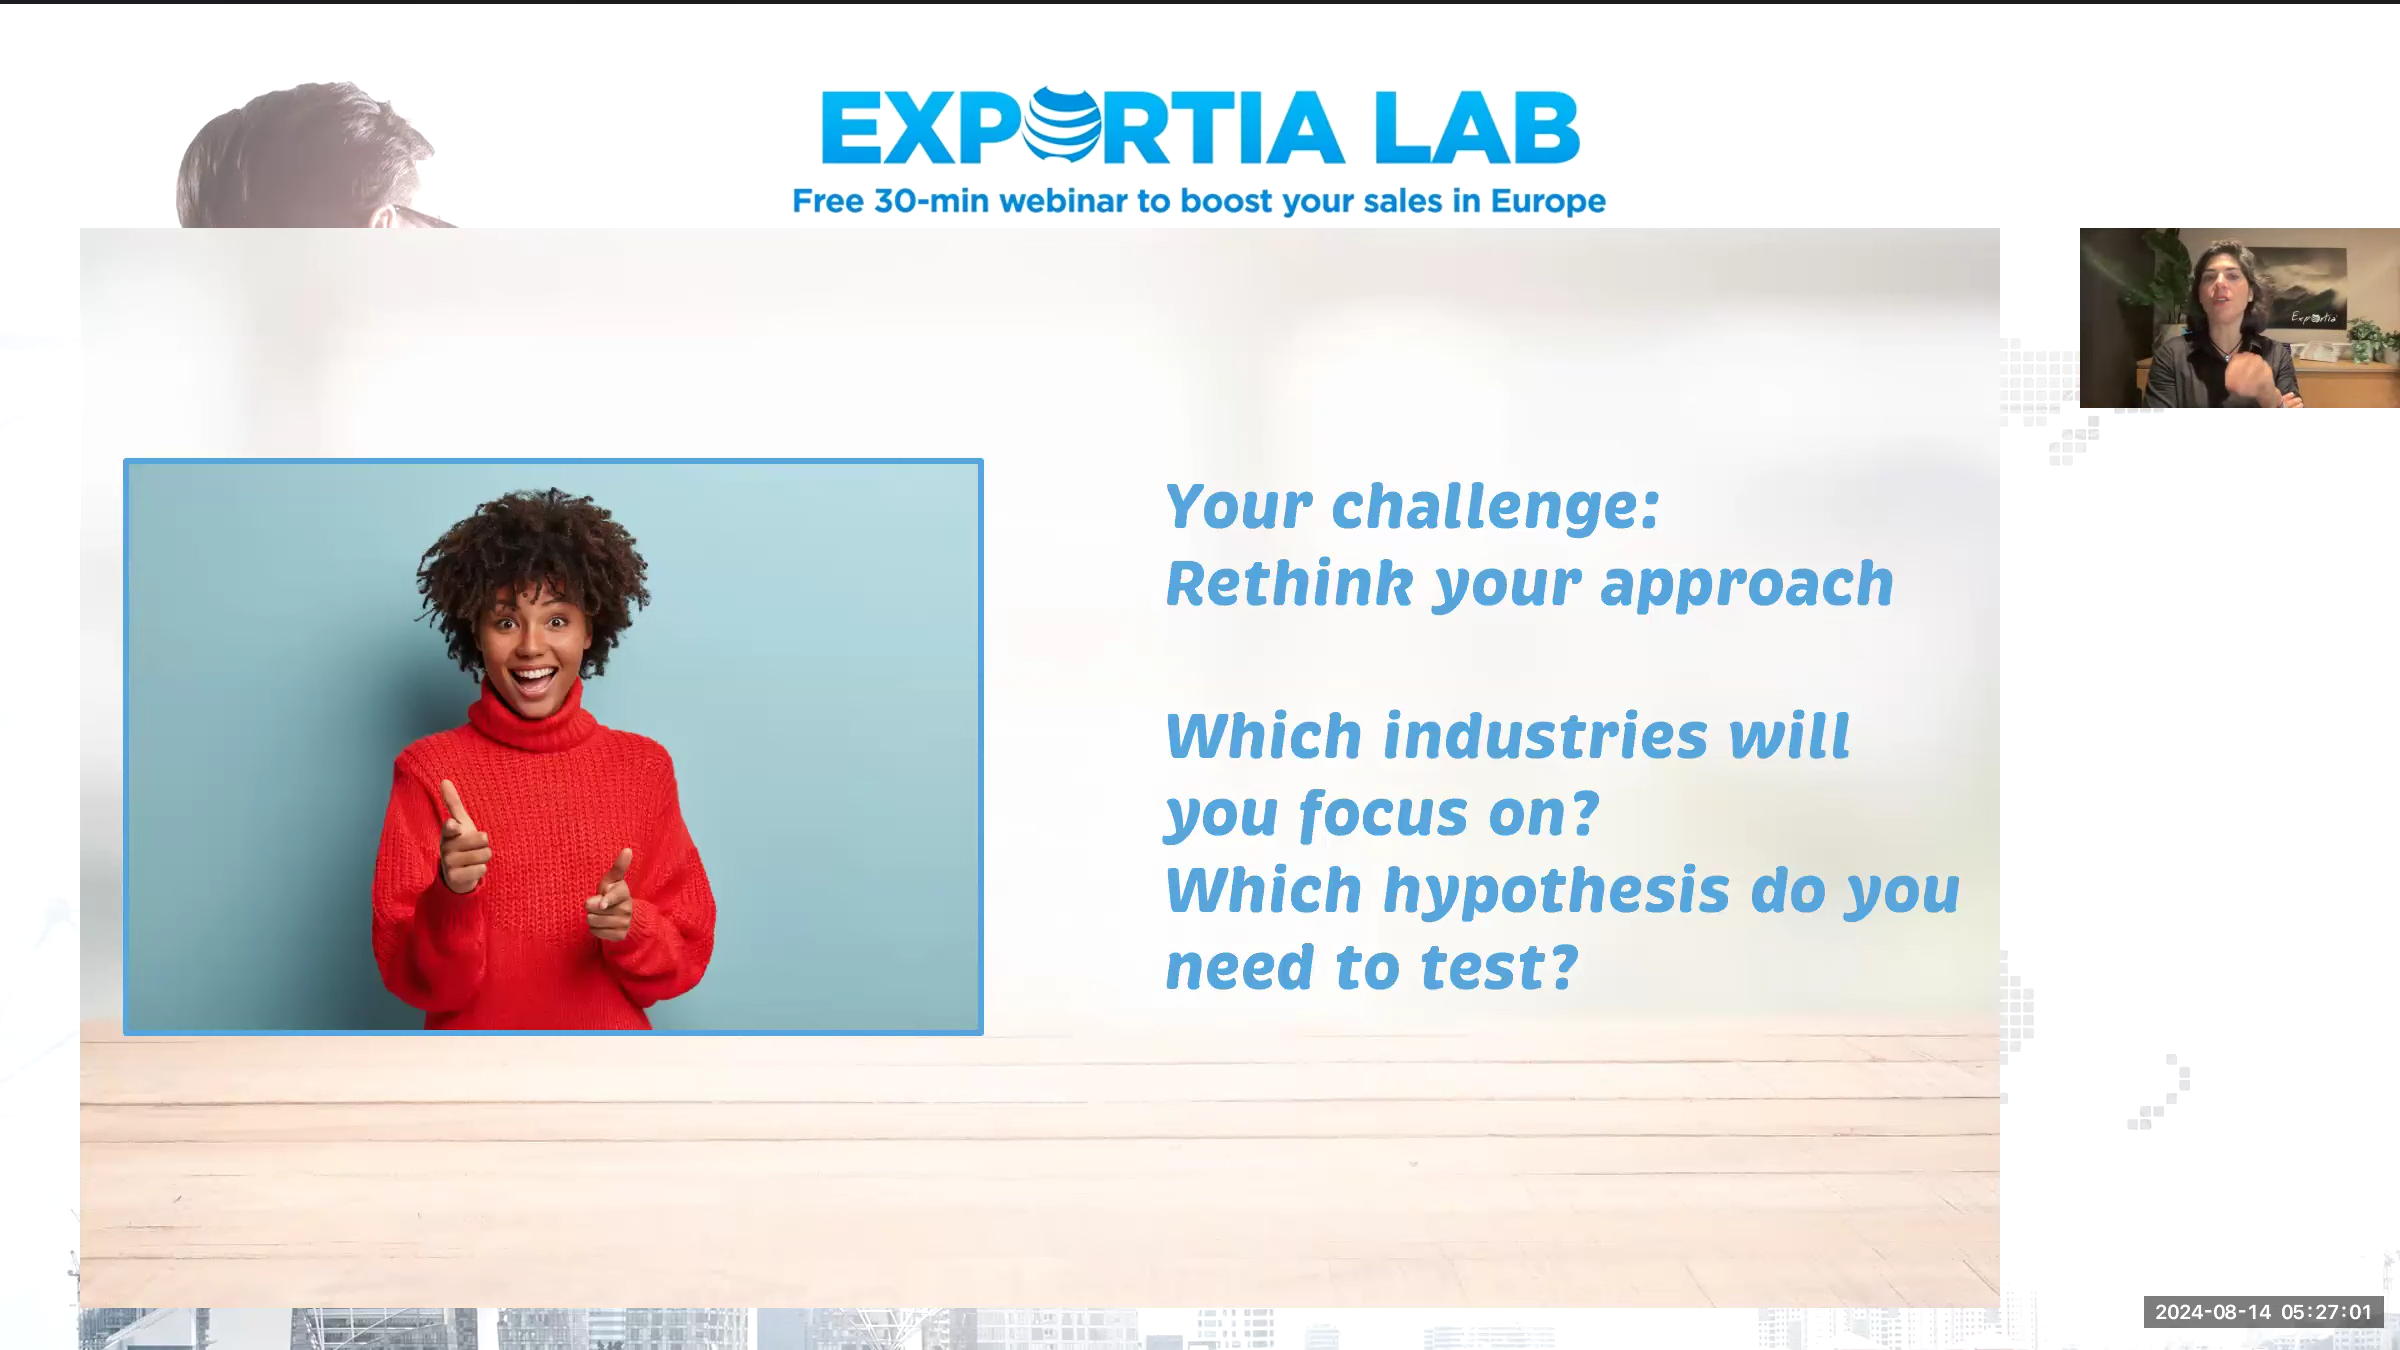 EXPORTIA LAB
Free 30-min webinar to boost your sales in Europe
Exportia
Your challenge:
Rethink your approach
Which industries will
you focus on?
Which hypothesis do you
need to test?
2024-08-14 05:27:01